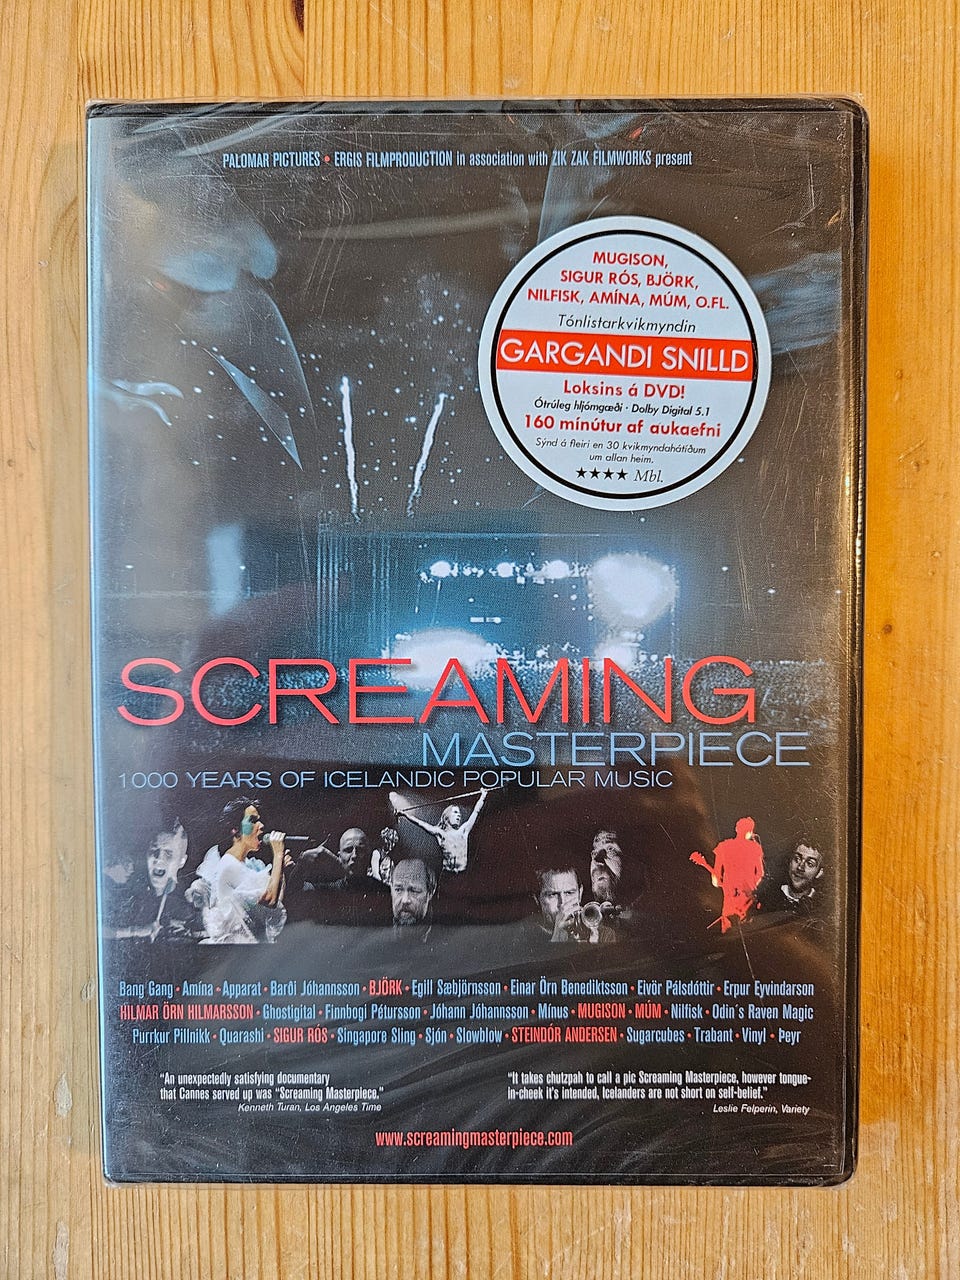 PALOMAR PICTURES • ERGIS FILMPRODUCTION in association with ZIK ZAK FILMWORKS present
MUGISON,
SIGUR RÓS, BJÖRK,
NILFISK, AMÍNA, MÚM, O.FL.
Tónlistarkvikmyndin
GARGANDI SNILLD
Loksins á DVD!
Ótrúleg hljómgæði · Dolby Digital 5.1
160 mínútur af aukaefni
Sýnd á fleiri en 30 kvikmyndahátíðum
um allan heim.
★★★★ Mbl.
SCREAMING
MASTERPIECE
1000 YEARS OF ICELANDIC POPULAR MUSIC
Bang Gang • Amína • Apparat • Barði Jóhannsson • BJÖRK • Egill Sæbjörnsson • Einar Örn Benediktsson • Eivör Pálsdóttir • Erpur Eyvindarson
HILMAR ÖRN HILMARSSON • Ghostigital • Finnbogi Pétursson • Jóhann Jóhannsson • Mínus • MUGISON • MÚM • Nilfisk • Odin's Raven Magic
Purrkur Pillnikk • Quarashi • SIGUR RÓS • Singapore Sling • Sjón • Slowblow • STEINDÓR ANDERSEN • Sugarcubes • Trabant • Vinyl • Þeyr
"An unexpectedly satisfying documentary
that Cannes served up was "Screaming Masterpiece."
Kenneth Turan, Los Angeles Time
"It takes chutzpah to call a pic Screaming Masterpiece, however tongue-
in-cheek it's intended, Icelanders are not short on self-belief."
Leslie Felperin, Variety
www.screamingmasterpiece.com